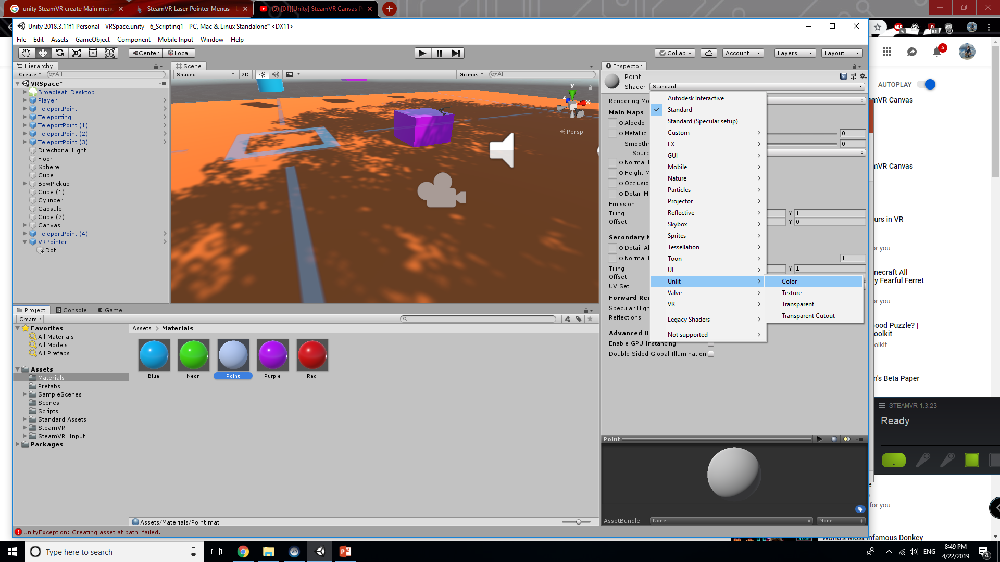 unity SteamVR create Main menu
SteamVR Laser Pointer Menus - U
(5) [01][Unity] SteamVR Canvas P
Unity 2018.3.11f1 Personal - VRSpace.unity - 6_Scripting1 - PC, Mac & Linux Standalone* <DX11>
File Edit Assets GameObject Component Mobile Input Window Help
Center Local
Collab Account Layers Layout
5 81
5
Hierarchy
Create All
VRSpace*
Broadleaf_Desktop
Player
TeleportPoint
Teleporting
TeleportPoint (1)
TeleportPoint (2)
TeleportPoint (3)
Directional Light
Floor
Sphere
Cube
BowPickup
Cube (1)
Cylinder
Capsule
Cube (2)
Canvas
TeleportPoint (4)
VRPointer
Dot
Scene
Shaded 2D Gizmos All
y
z x
Persp
Inspector
Point
Shader Standard
Rendering Mo
Main Maps
Albedo
Metallic 0
Smoothn 0
Sourc
Normal M
Height M
Occlusio
Detail Ma
Emission
Tiling Y 1
Offset Y 0
Secondary M
Detail Al
Normal M 1
Tiling Y 1
Offset
UV Set
Forward Ren
Specular High
Reflections
Advanced O
Enable GPU Instancing
Double Sided Global Illumination
Autodesk Interactive
Standard
Standard (Specular setup)
Custom
FX
GUI
Mobile
Nature
Particles
Projector
Reflective
Skybox
Sprites
Tessellation
Toon
UI
Unlit
Valve
VR
Legacy Shaders
Not supported
Color
Texture
Transparent
Transparent Cutout
Point
AssetBundle None None
Project Console Game
Create
Favorites
All Materials
All Models
All Prefabs
Assets
Materials
Prefabs
SampleScenes
Scenes
Scripts
Standard Assets
SteamVR
SteamVR_Input
Packages
Assets > Materials
Blue Neon Point Purple Red
Assets/Materials/Point.mat
UnityException: Creating asset at path failed.
AUTOPLAY
mVR Canvas
mVR Canvas
urs in VR
or you
necraft All
y Fearful Ferret
or you
Good Puzzle? |
olkit
olkit
n's Beta Paper
STEAMVR 1.3.23
Ready
e
for you
World's Most Infamous Donkey
Type here to search
ENG
8:49 PM
4/22/2019
4